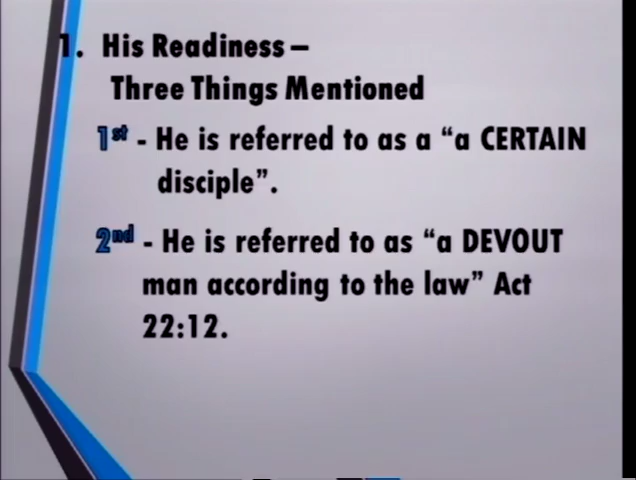 1. His Readiness –
Three Things Mentioned
1st - He is referred to as a “a CERTAIN
disciple”.
2nd - He is referred to as “a DEVOUT
man according to the law” Act
22:12.